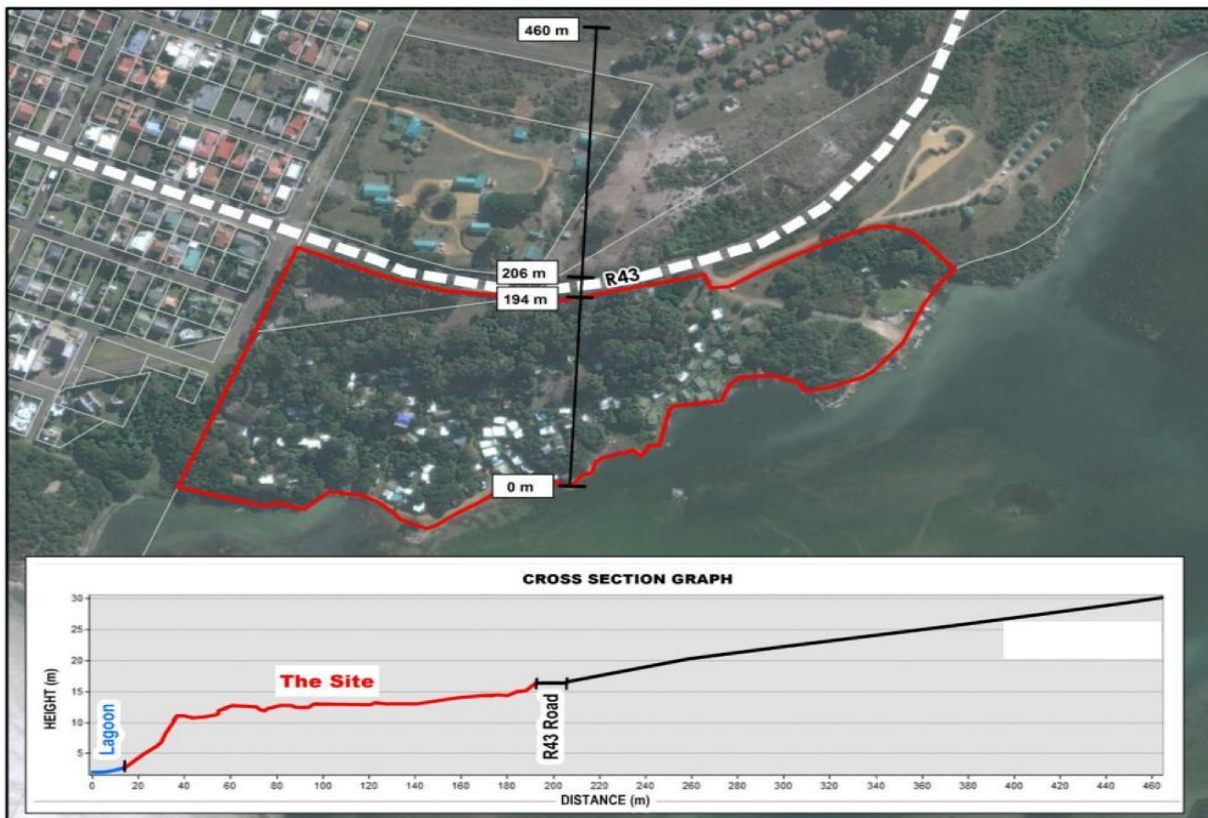 460 m
206 m
R43
194 m
0 m
CROSS SECTION GRAPH
30
25
20
15
10
5
HEIGHT (m)
Lagoon
The Site
R43 Road
0 20 40 60 80 100 120 140 160 180 200 220 240 260 280 300 320 340 360 380 400 420 440 460
DISTANCE (m)